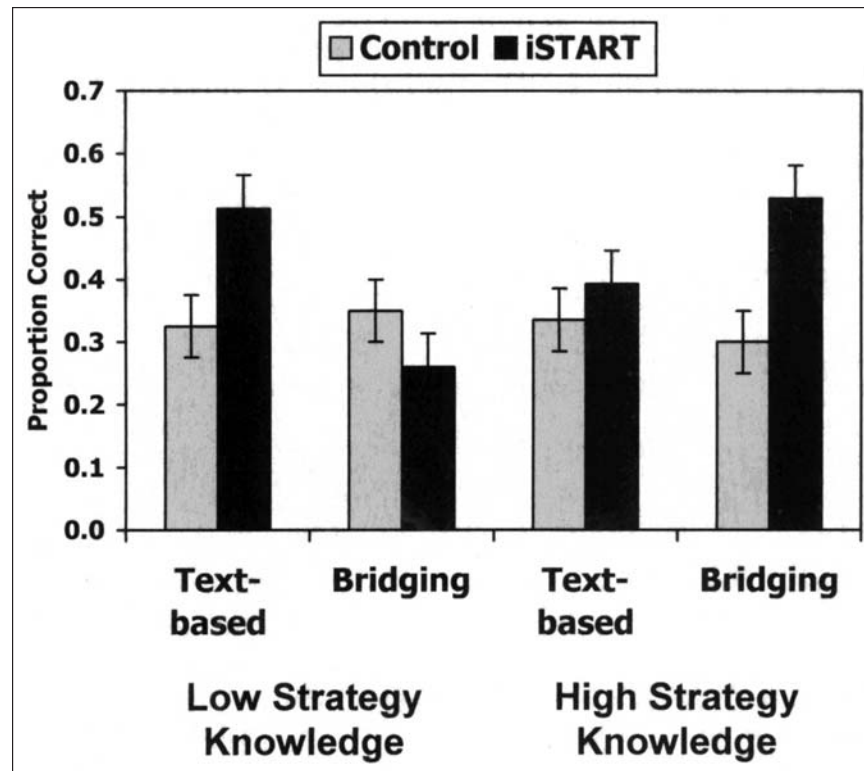 Control iSTART
0.7
0.6
0.5
0.4
0.3
0.2
0.1
0.0
Proportion Correct
Text-
based
Bridging
Text-
based
Bridging
Low Strategy
Knowledge
High Strategy
Knowledge